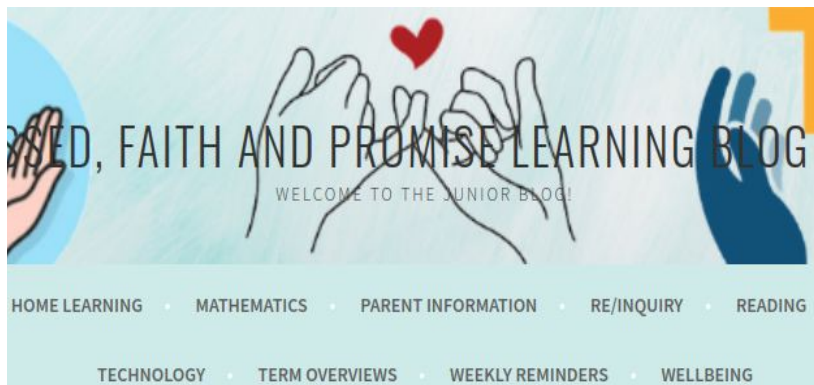 SSED, FAITH AND PROMISE LEARNING BLOG
WELCOME TO THE JUNIOR BLOG!
HOME LEARNING MATHEMATICS PARENT INFORMATION RE/INQUIRY READING
TECHNOLOGY TERM OVERVIEWS WEEKLY REMINDERS WELLBEING